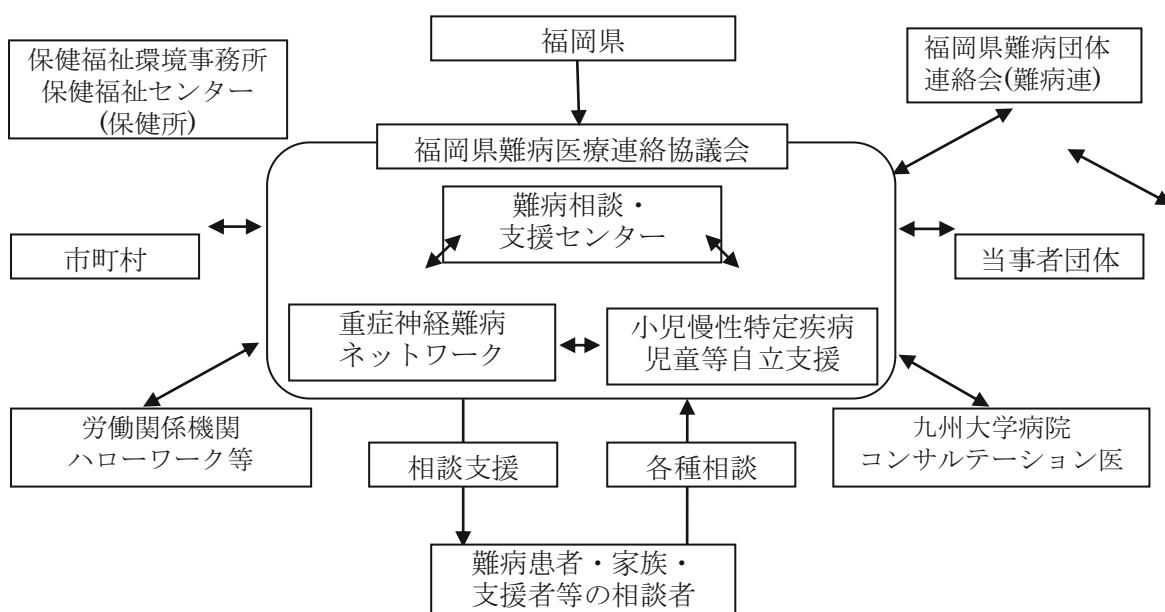 福岡県
保健福祉環境事務所
保健福祉センター
(保健所)
福岡県難病団体
連絡会(難病連)
福岡県難病医療連絡協議会
難病相談・
支援センター
市町村
当事者団体
重症神経難病
ネットワーク
小児慢性特定疾病
児童等自立支援
労働関係機関
ハローワーク等
相談支援
各種相談
九州大学病院
コンサルテーション医
難病患者・家族・
支援者等の相談者